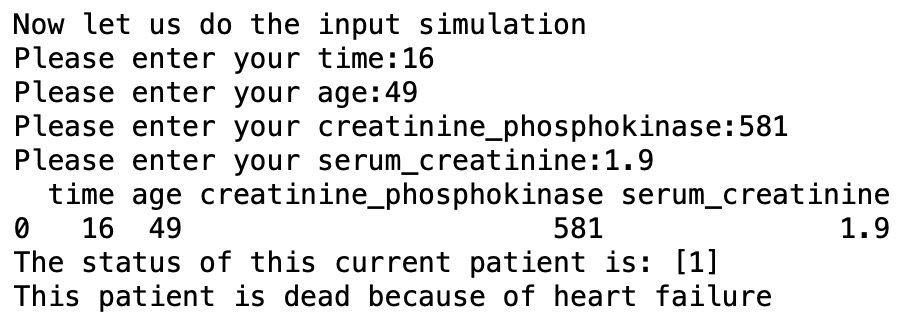 Now let us do the input simulation
Please enter your time:16
Please enter your age:49
Please enter your creatinine_phosphokinase:581
Please enter your serum_creatinine:1.9
  time age creatinine_phosphokinase serum_creatinine
0   16  49                      581              1.9
The status of this current patient is: [1]
This patient is dead because of heart failure